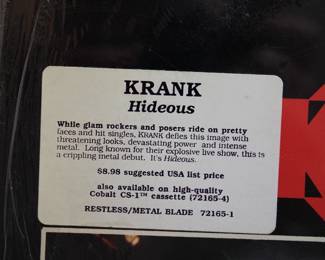 KRANK
Hideous
While glam rockers and posers ride on pretty
faces and hit singles, KRANK defies this image with
threatening looks, devastating power and intense
metal. Long known for their explosive live show, this is
a crippling metal debut. It's Hideous.
$8.98 suggested USA list price
also available on high-quality
Cobalt CS-1™ cassette (72165-4)
RESTLESS/METAL BLADE 72165-1